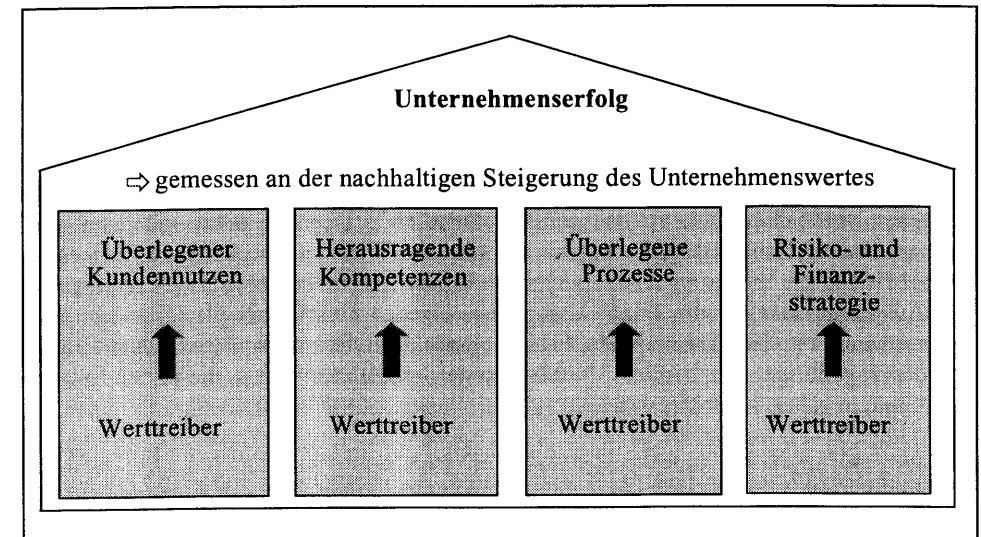 Unternehmenserfolg
⇨ gemessen an der nachhaltigen Steigerung des Unternehmenswertes
Überlegener
Kundennutzen
Werttreiber
Herausragende
Kompetenzen
Werttreiber
Überlegene
Prozesse
Werttreiber
Risiko- und
Finanz-
strategie
Werttreiber